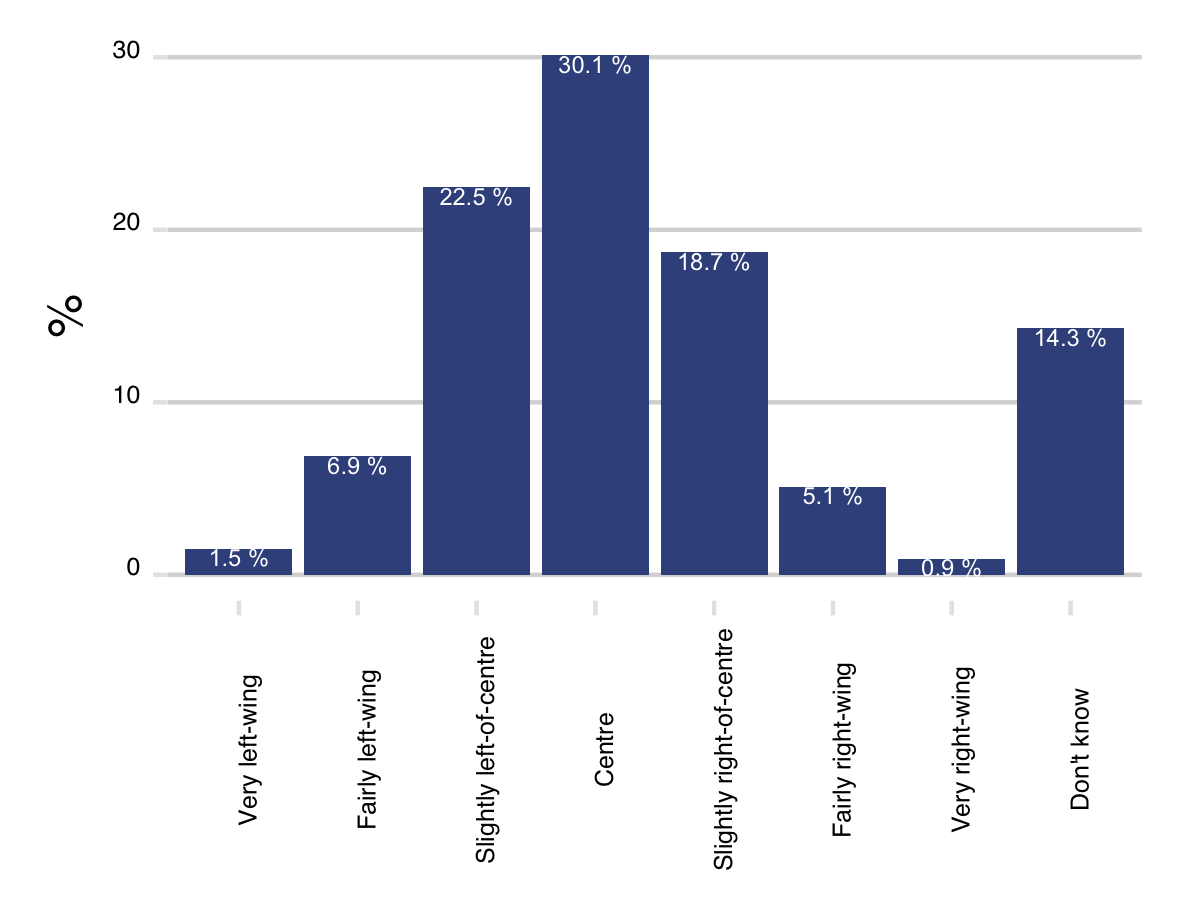 %
30
20
10
0
1.5 %
6.9 %
22.5 %
30.1 %
18.7 %
5.1 %
0.9 %
14.3 %
Very left-wing
Fairly left-wing
Slightly left-of-centre
Centre
Slightly right-of-centre
Fairly right-wing
Very right-wing
Don't know